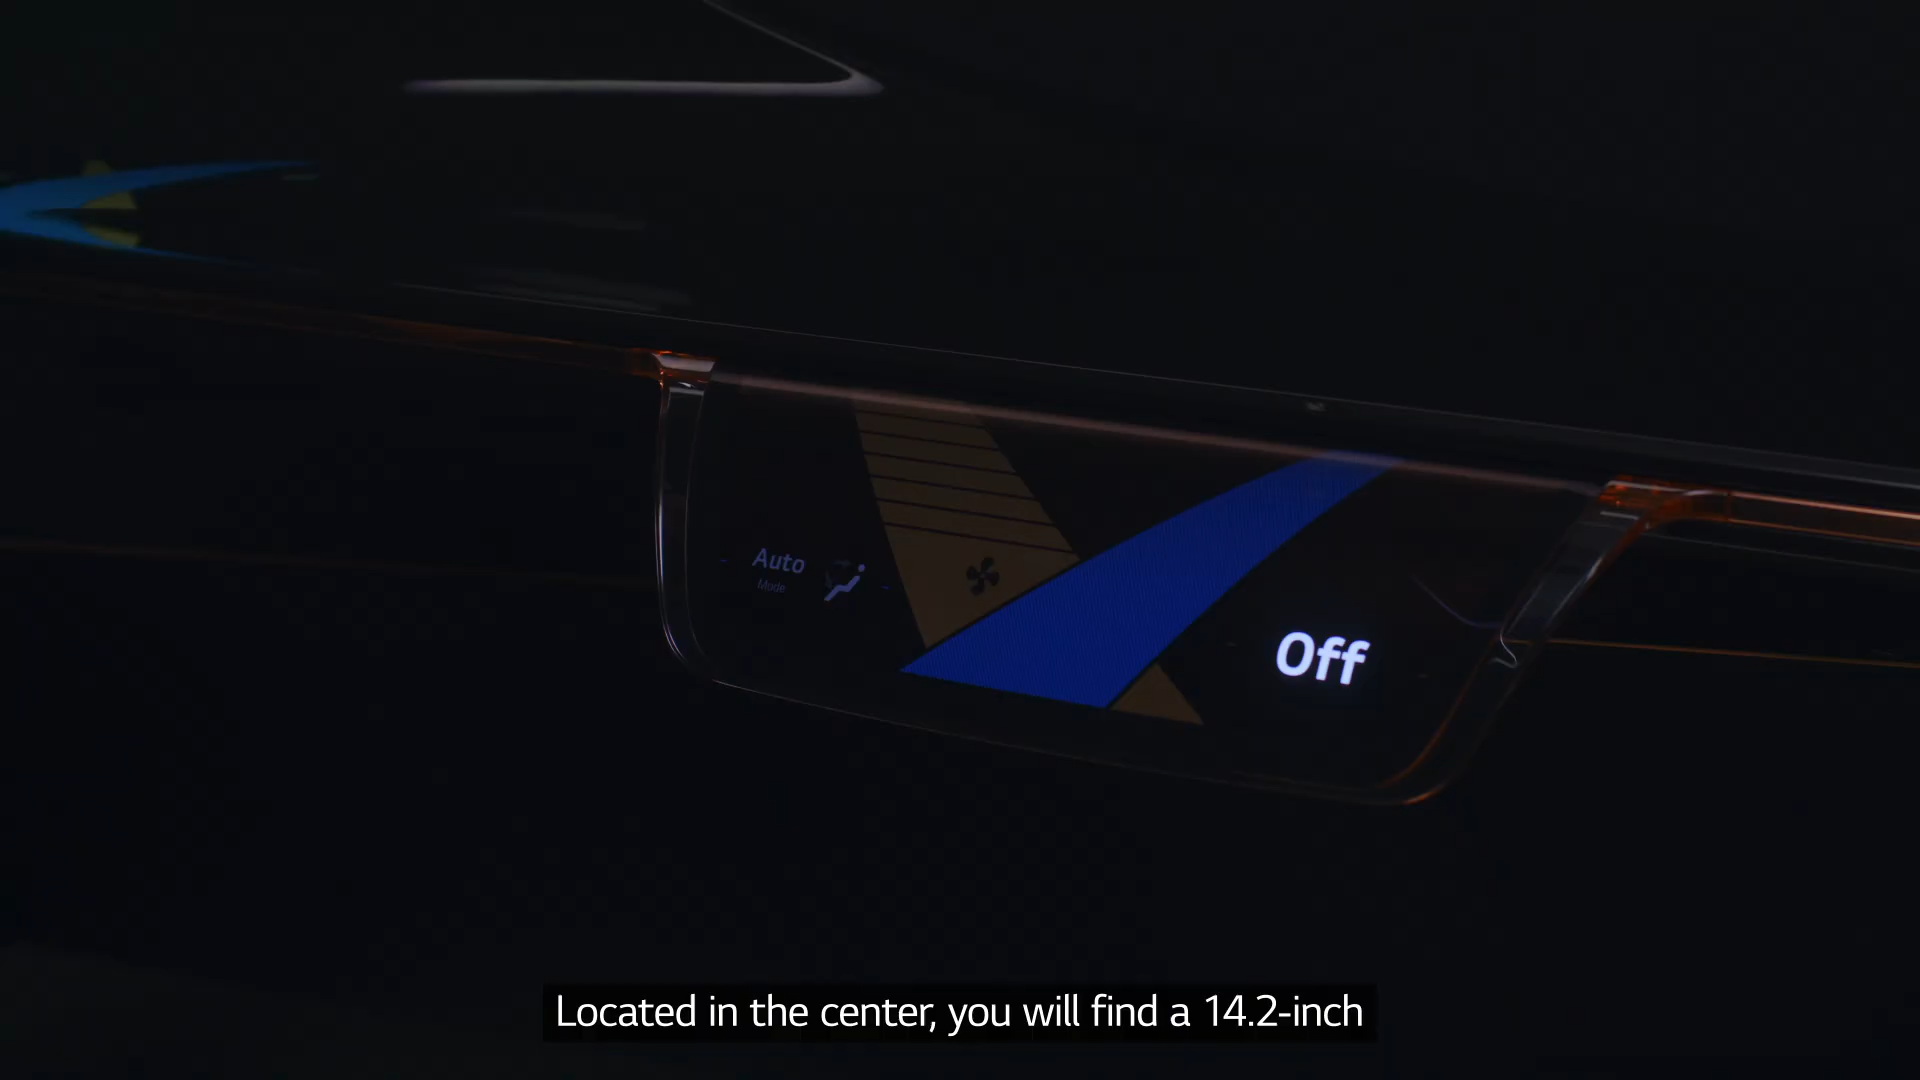 Auto
Mode
Off
Located in the center, you will find a 14.2-inch